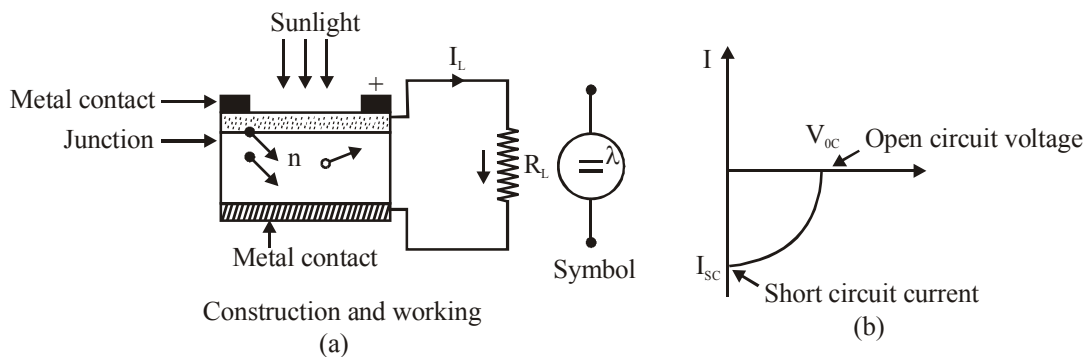 Sunlight
I_L
+
Metal contact
Junction
n
R_L
λ
Metal contact
Symbol
Construction and working
(a)
I
V_0C
Open circuit voltage
I_SC
Short circuit current
(b)